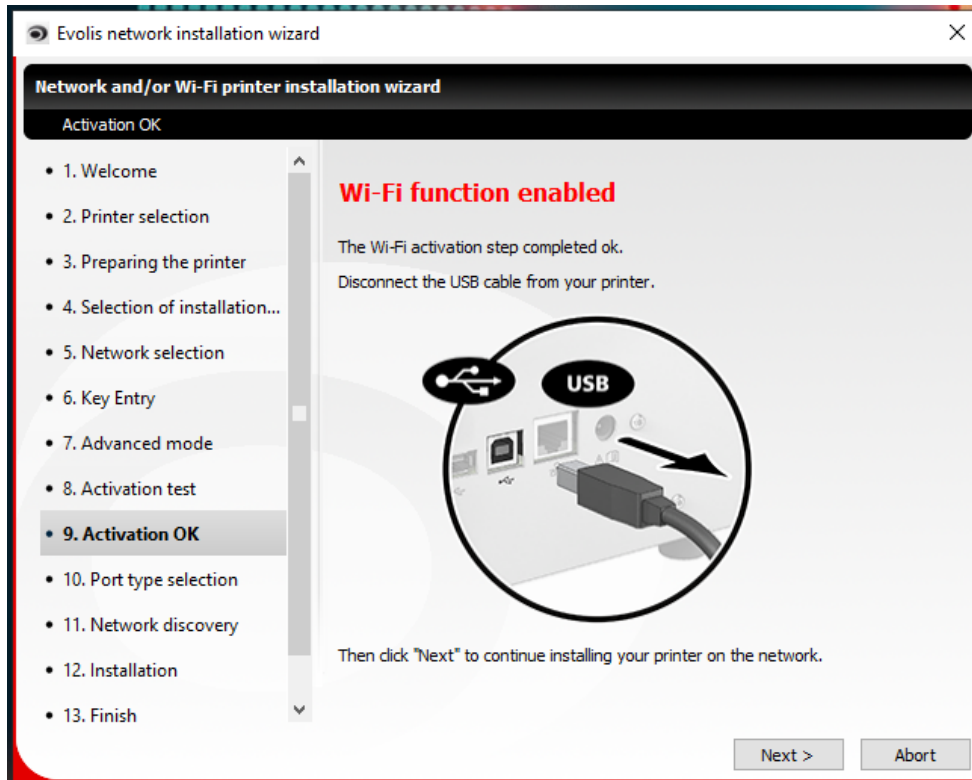 Evolis network installation wizard
Network and/or Wi-Fi printer installation wizard
Activation OK
• 1. Welcome
• 2. Printer selection
• 3. Preparing the printer
• 4. Selection of installation...
• 5. Network selection
• 6. Key Entry
• 7. Advanced mode
• 8. Activation test
• 9. Activation OK
• 10. Port type selection
• 11. Network discovery
• 12. Installation
• 13. Finish
Wi-Fi function enabled
The Wi-Fi activation step completed ok.
Disconnect the USB cable from your printer.
USB
Then click "Next" to continue installing your printer on the network.
Next >
Abort